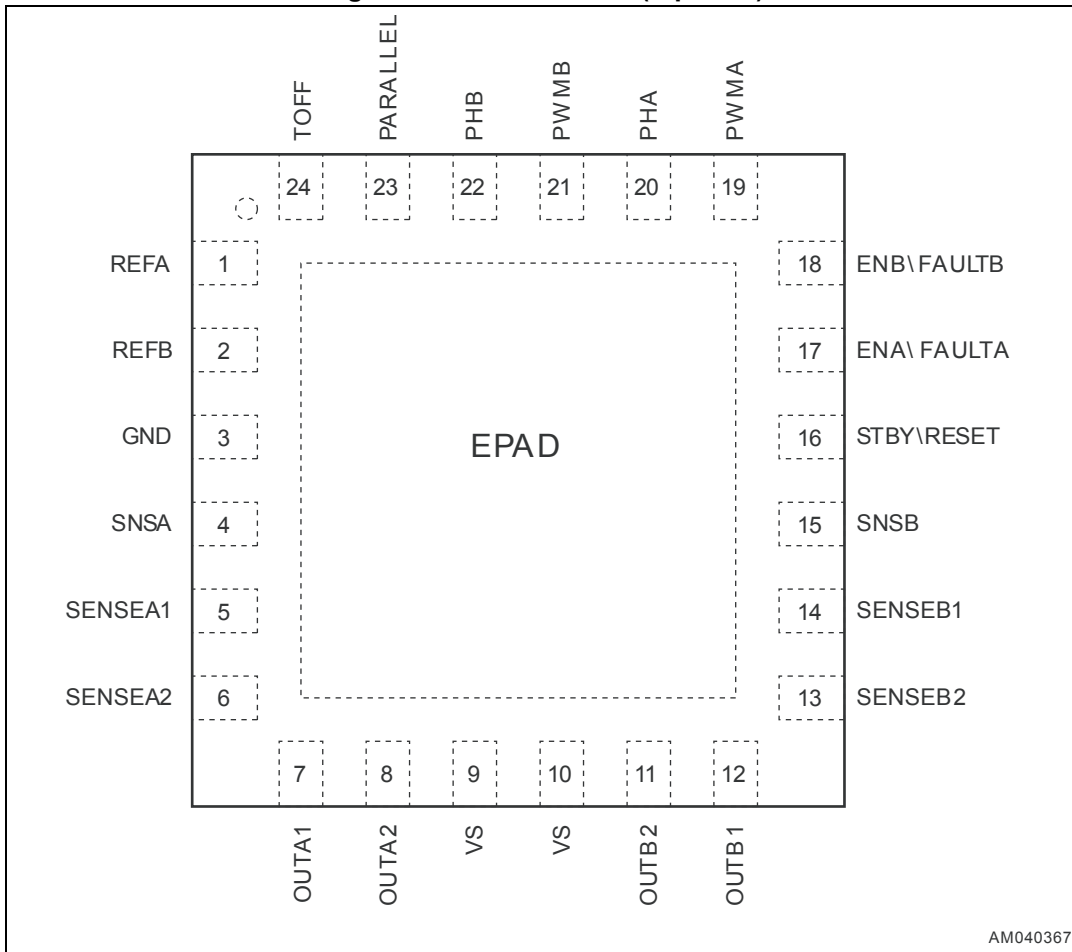 TOFF
PARALLEL
PHB
PWMB
PHA
PWMA
24 23 22 21 20 19
REFA 1
18 ENB\FAULTB
REFB 2
17 ENA\FAULTA
GND 3
EPAD
16 STBY\RESET
SNSA 4
15 SNSB
SENSEA1 5
14 SENSEB1
SENSEA2 6
13 SENSEB2
7 8 9 10 11 12
OUTA1
OUTA2
VS
VS
OUTB2
OUTB1
AM040367